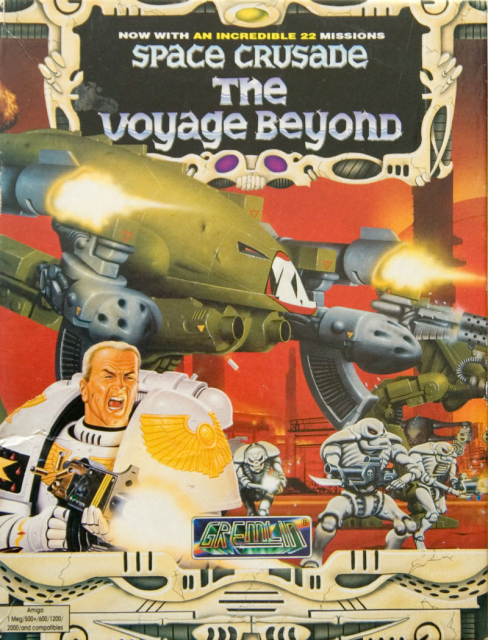 NOW WITH AN INCREDIBLE 22 MISSIONS
SPACE CRUSADE
The
Voyage Beyond
GREMLIN
Amiga
1 Meg/500+/600/1200/
2000/and compatibles